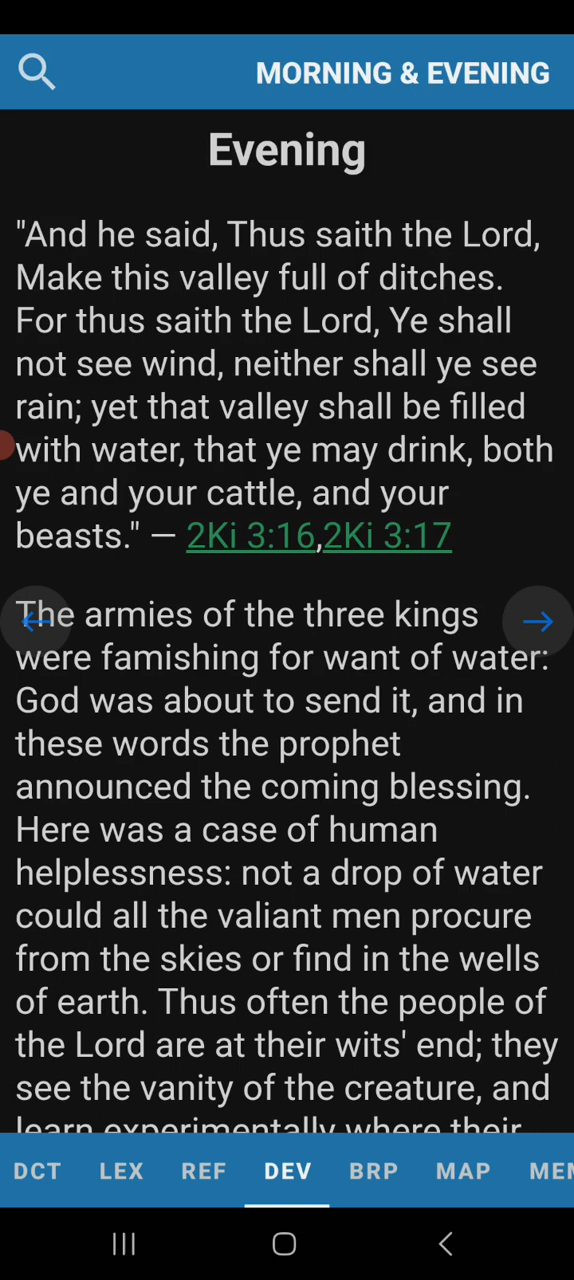 MORNING & EVENING
Evening
"And he said, Thus saith the Lord,
Make this valley full of ditches.
For thus saith the Lord, Ye shall
not see wind, neither shall ye see
rain; yet that valley shall be filled
with water, that ye may drink, both
ye and your cattle, and your
beasts." — 2Ki 3:16,2Ki 3:17
The armies of the three kings
were famishing for want of water:
God was about to send it, and in
these words the prophet
announced the coming blessing.
Here was a case of human
helplessness: not a drop of water
could all the valiant men procure
from the skies or find in the wells
of earth. Thus often the people of
the Lord are at their wits' end; they
see the vanity of the creature, and
learn experimentally where their
DCT LEX REF DEV BRP MAP